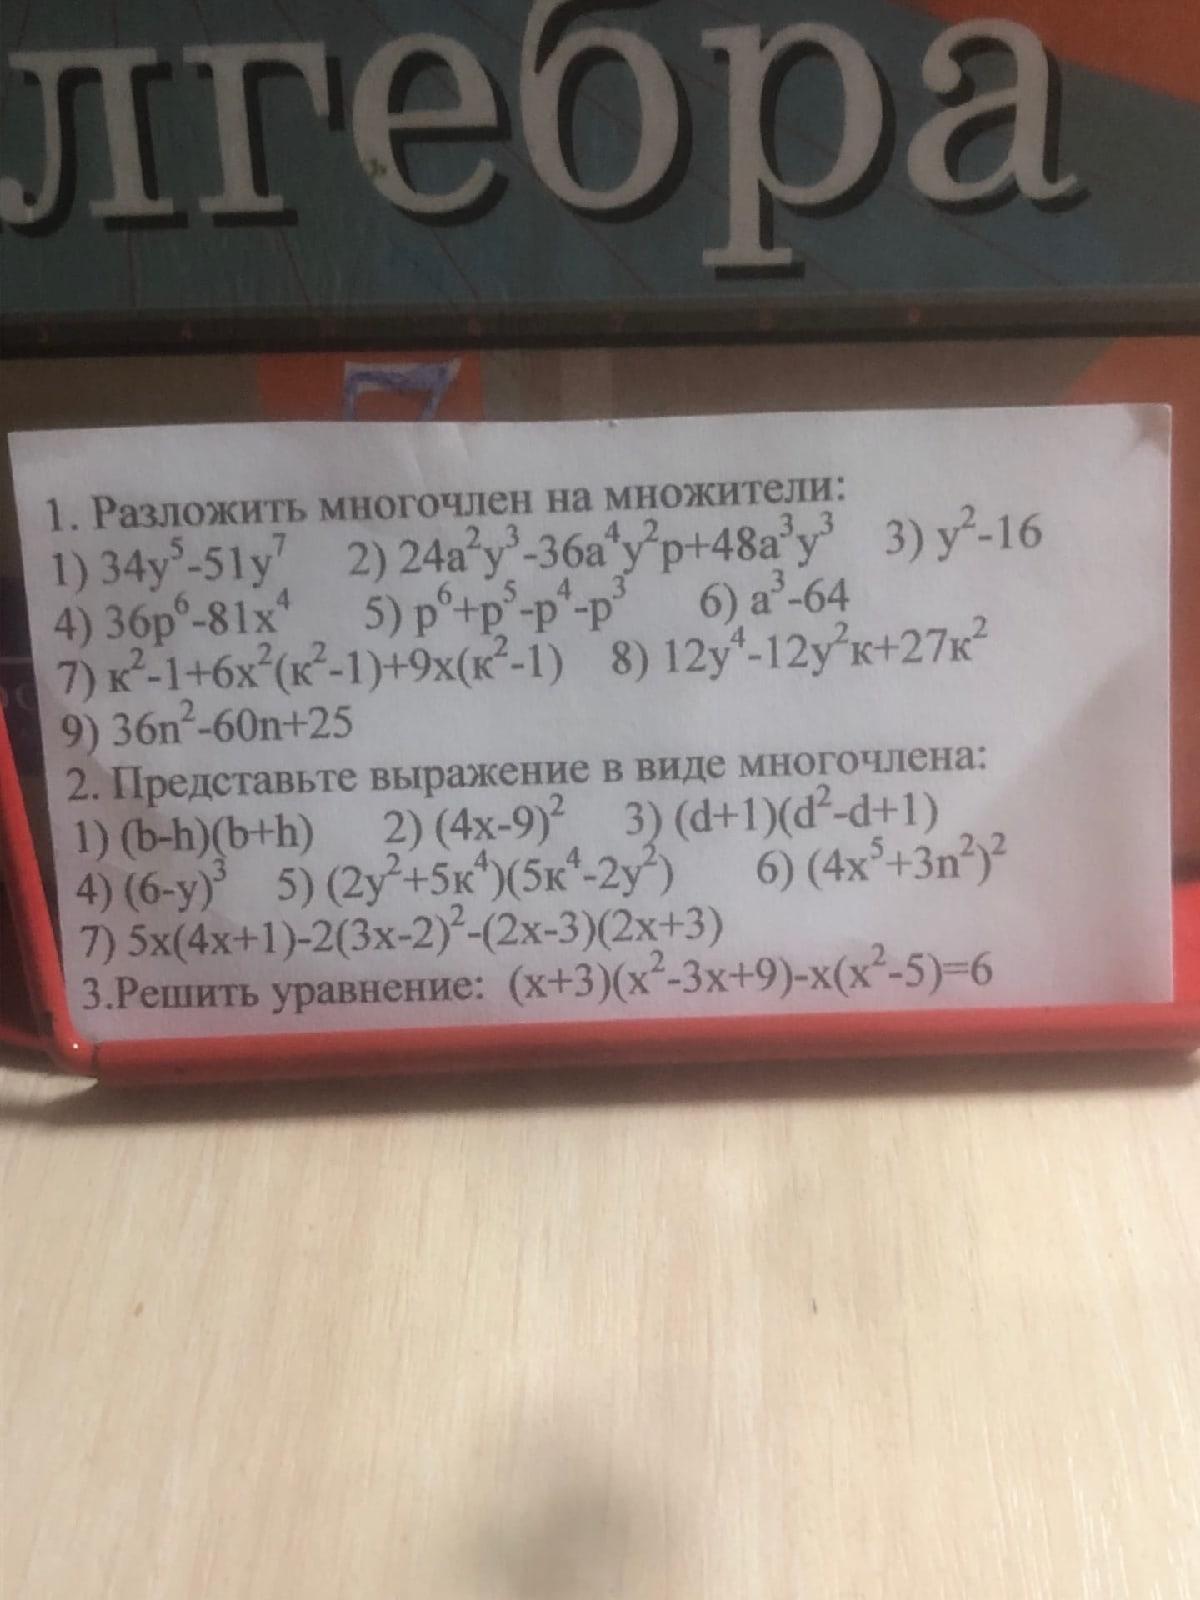 лгебра
7
1. Разложить многочлен на множители:
1) 34y⁵-51y⁷ 2) 24a²y³-36a⁴y²p+48a³y³ 3) y²-16
4) 36p⁶-81x⁴ 5) p⁶+p⁵-p⁴-p³ 6) a³-64
7) к²-1+6x²(к²-1)+9x(к²-1) 8) 12y⁴-12y²к+27к²
9) 36n²-60n+25
2. Представьте выражение в виде многочлена:
1) (b-h)(b+h) 2) (4x-9)² 3) (d+1)(d²-d+1)
4) (6-y)³ 5) (2y²+5к⁴)(5к⁴-2y²) 6) (4x⁵+3n²)²
7) 5x(4x+1)-2(3x-2)²-(2x-3)(2x+3)
3.Решить уравнение: (x+3)(x²-3x+9)-x(x²-5)=6